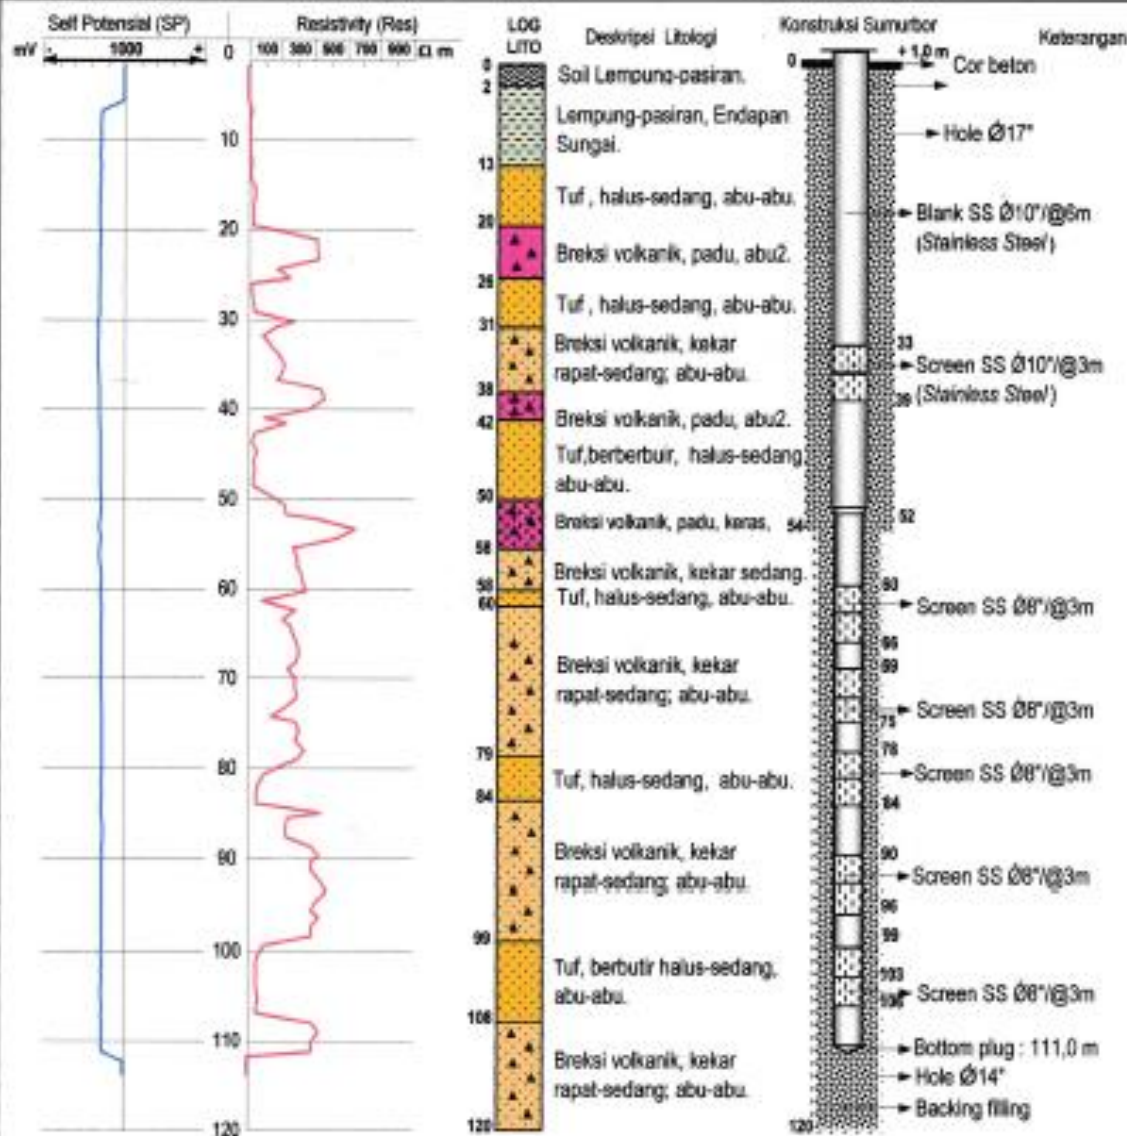 Self Potensial (SP)
mV - 1000 +
Resistivity (Res)
0 100 300 500 700 900 Ω m
LOG
LITO
Deskripsi Litologi
Konstruksi Sumurbor
Keterangan
10
20
30
40
50
60
70
80
90
100
110
120
0
2
13
20
26
31
38
42
50
58
60
79
84
99
108
120
Soil Lempung-pasiran.
Lempung-pasiran, Endapan
Sungai.
Tuf , halus-sedang, abu-abu.
Breksi volkanik, padu, abu2.
Tuf , halus-sedang, abu-abu.
Breksi volkanik, kekar
rapat-sedang; abu-abu.
Breksi volkanik, padu, abu2.
Tuf,berberbuir, halus-sedang,
abu-abu.
Breksi volkanik, padu, keras,
Breksi volkanik, kekar sedang.
Tuf, halus-sedang, abu-abu.
Breksi volkanik, kekar
rapat-sedang; abu-abu.
Tuf, halus-sedang, abu-abu.
Breksi volkanik, kekar
rapat-sedang; abu-abu.
Tuf, berbutir halus-sedang,
abu-abu.
Breksi volkanik, kekar
rapat-sedang; abu-abu.
0
+ 1,0 m
33
39
52
54
60
66
69
75
78
84
90
96
99
103
120
Cor beton
Hole Ø17"
Blank SS Ø10"/@6m
(Stainless Steel)
Screen SS Ø10"/@3m
(Stainless Steel)
Screen SS Ø8"/@3m
Screen SS Ø8"/@3m
Screen SS Ø8"/@3m
Screen SS Ø8"/@3m
Screen SS Ø8"/@3m
Bottom plug : 111,0 m
Hole Ø14"
Backing filling